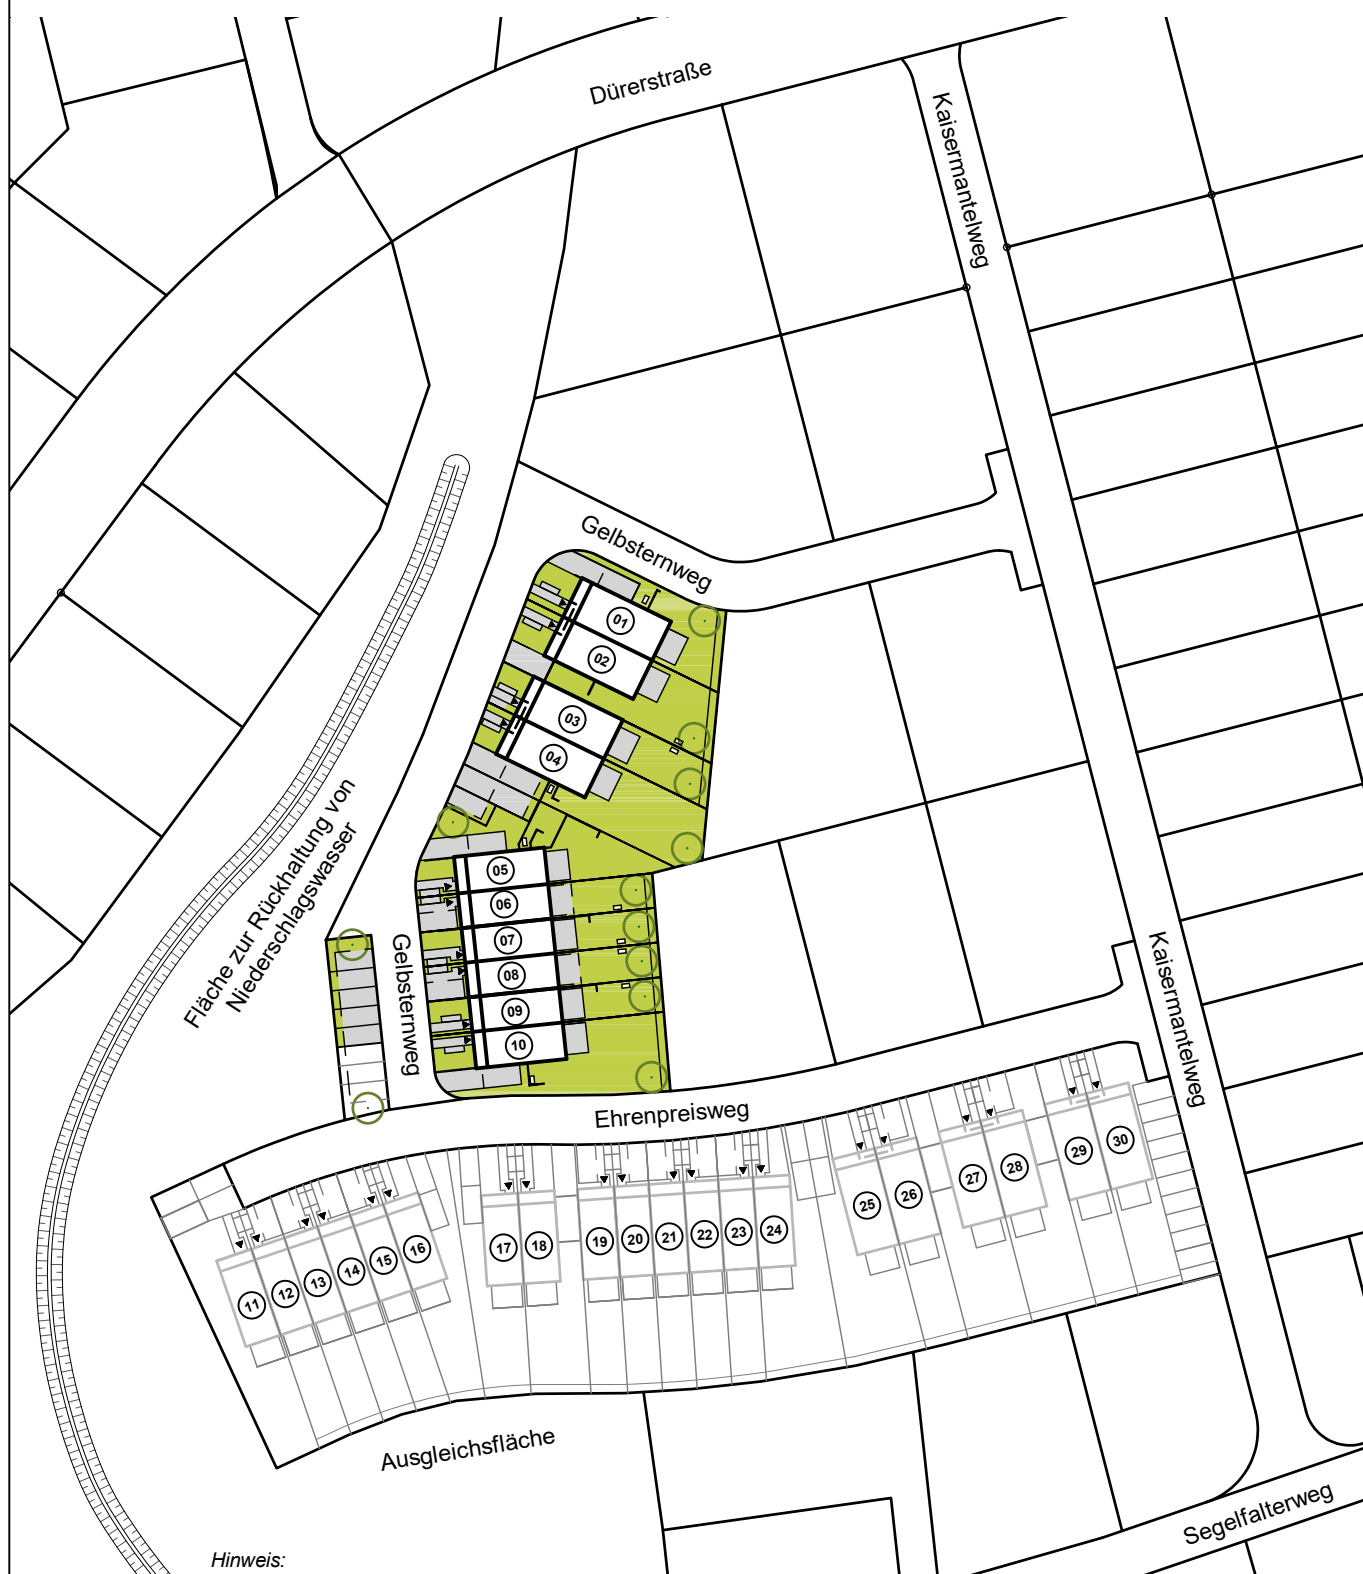 Dürerstraße
Kaisermantelweg
Gelbsternweg
01
02
03
04
Fläche zur Rückhaltung von
Niederschlagswasser
Gelbsternweg
05
06
07
08
09
10
Kaisermantelweg
Ehrenpreisweg
11
12
13
14
15
16
17
18
19
20
21
22
23
24
25
26
27
28
29
30
Ausgleichsfläche
Segelfalterweg
Hinweis: